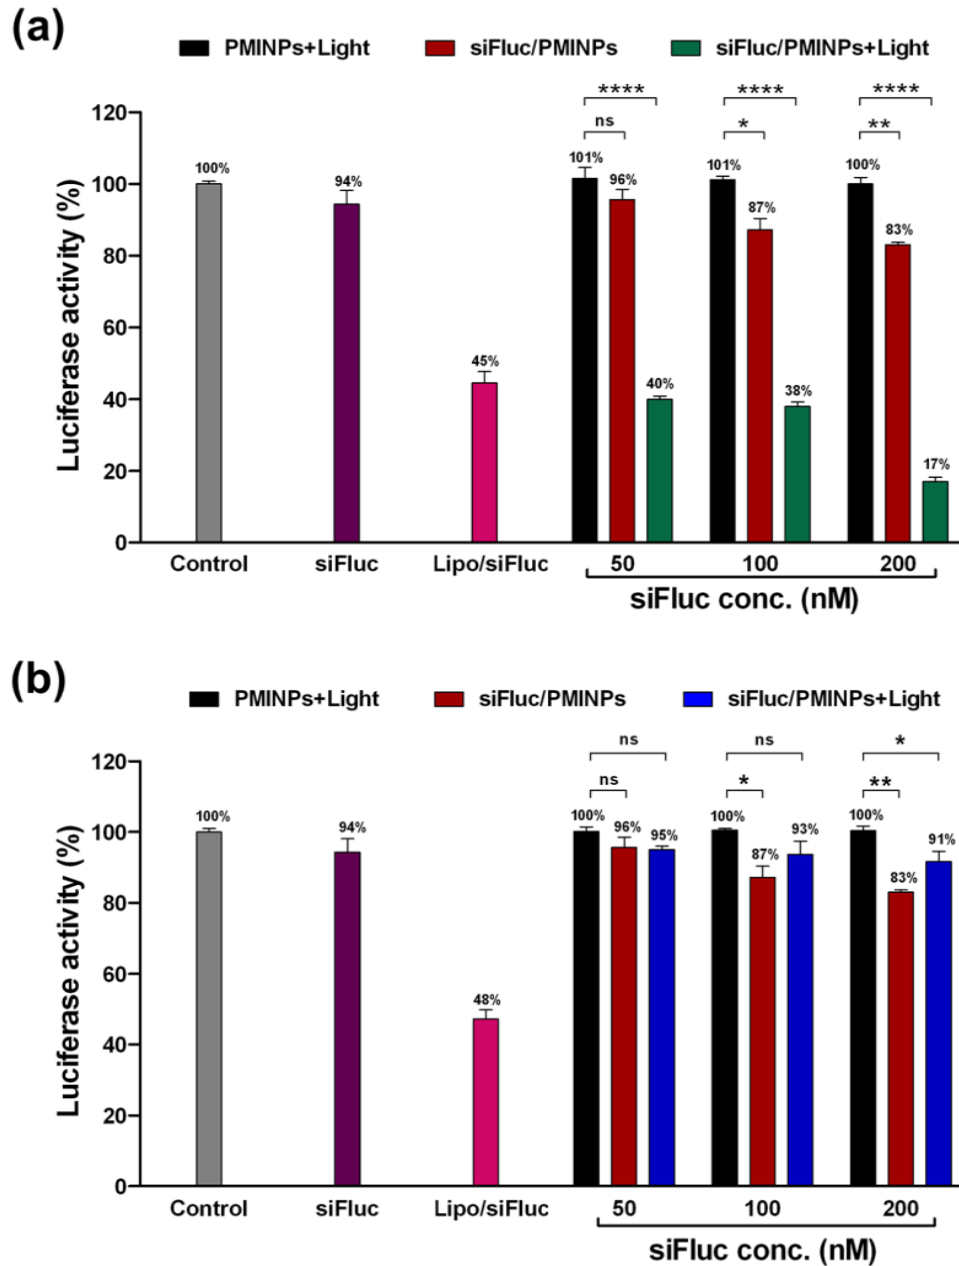 (a)
PMINPs+Light siFluc/PMINPs siFluc/PMINPs+Light
**** **** ****
ns * **
120
100
80
60
40
20
0
Luciferase activity (%)
100% 94% 45% 101% 96% 40% 101% 87% 38% 100% 83% 17%
Control siFluc Lipo/siFluc 50 100 200
siFluc conc. (nM)
(b)
PMINPs+Light siFluc/PMINPs siFluc/PMINPs+Light
ns ns *
ns * **
120
100
80
60
40
20
0
Luciferase activity (%)
100% 94% 48% 100% 96% 95% 100% 87% 93% 100% 83% 91%
Control siFluc Lipo/siFluc 50 100 200
siFluc conc. (nM)